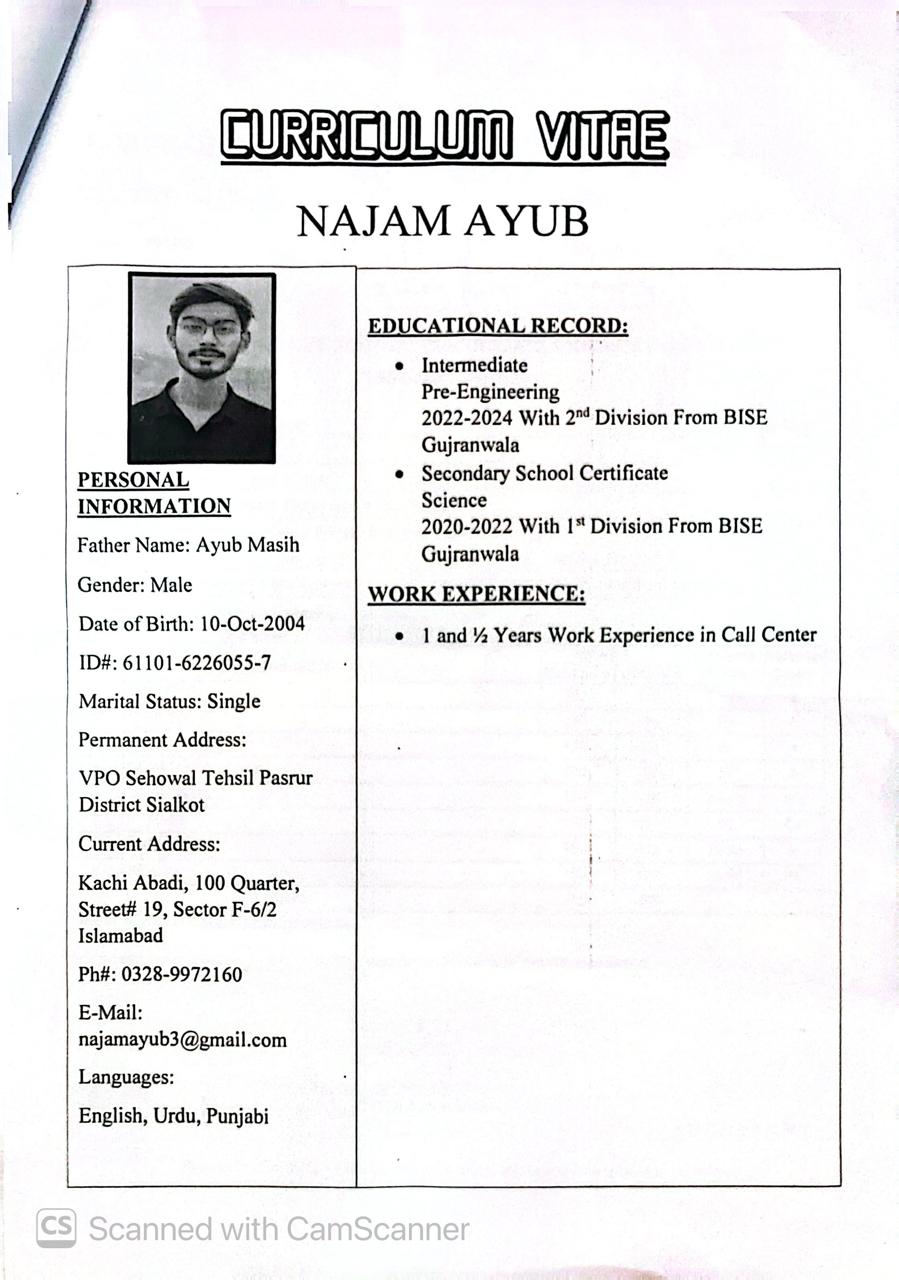 CURRICULUM VITAE
NAJAM AYUB
PERSONAL
INFORMATION
Father Name: Ayub Masih
Gender: Male
Date of Birth: 10-Oct-2004
ID#: 61101-6226055-7
Marital Status: Single
Permanent Address:
VPO Sehowal Tehsil Pasrur
District Sialkot
Current Address:
Kachi Abadi, 100 Quarter,
Street# 19, Sector F-6/2
Islamabad
Ph#: 0328-9972160
E-Mail:
najamayub3@gmail.com
Languages:
English, Urdu, Punjabi
EDUCATIONAL RECORD:
• Intermediate
Pre-Engineering
2022-2024 With 2nd Division From BISE
Gujranwala
• Secondary School Certificate
Science
2020-2022 With 1st Division From BISE
Gujranwala
WORK EXPERIENCE:
• 1 and ½ Years Work Experience in Call Center
CS Scanned with CamScanner